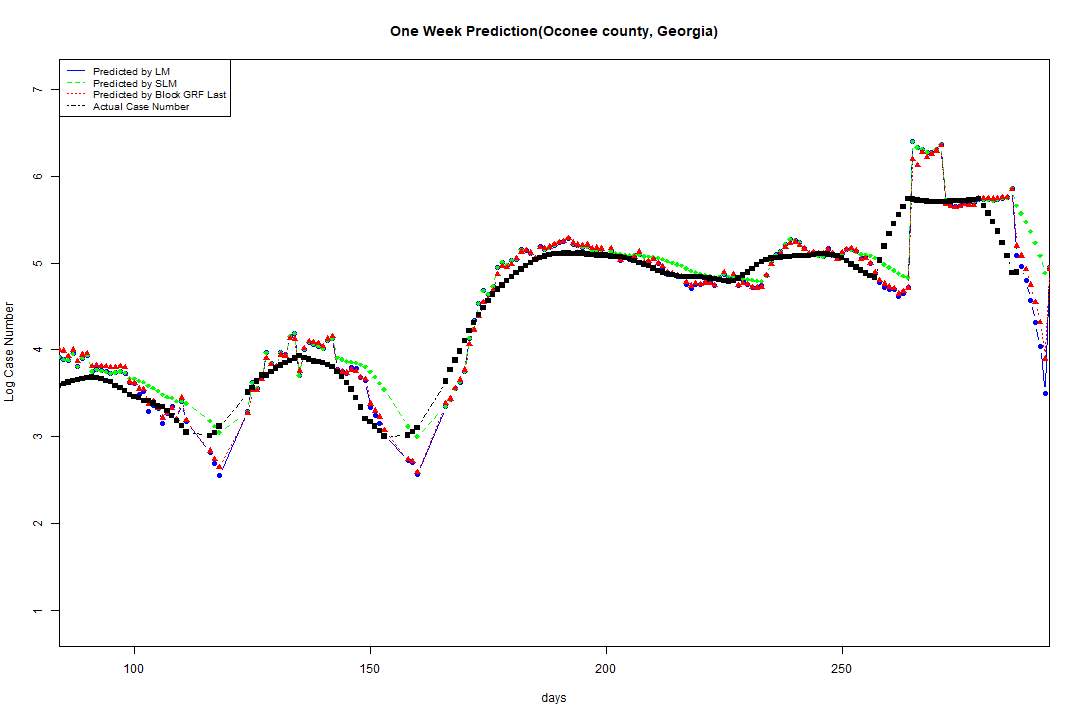 One Week Prediction(Oconee county, Georgia)
Predicted by LM
Predicted by SLM
Predicted by Block GRF Last
Actual Case Number
Log Case Number
7
6
5
4
3
2
1
100 150 200 250
days